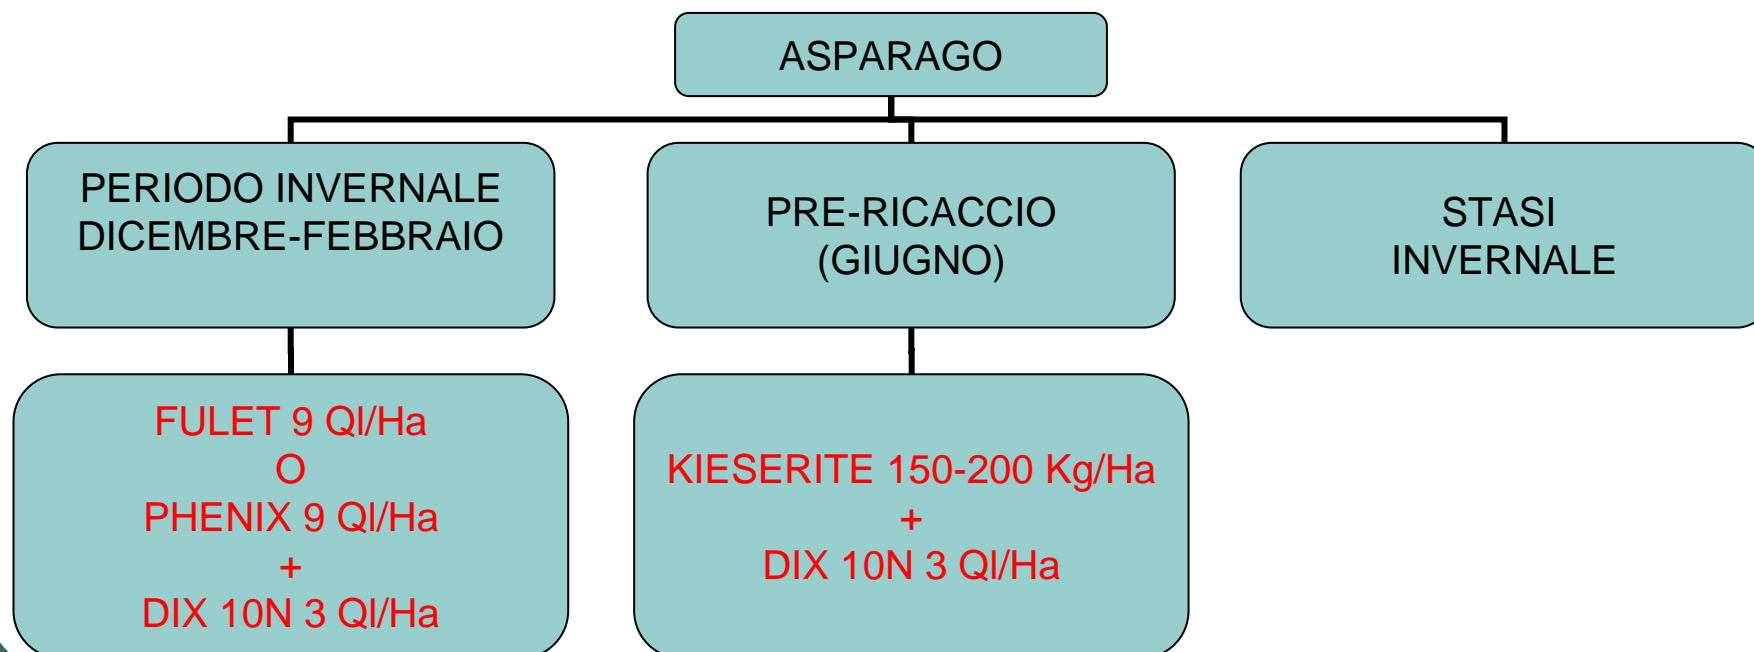 ASPARAGO
PERIODO INVERNALE
DICEMBRE-FEBBRAIO
PRE-RICACCIO
(GIUGNO)
STASI
INVERNALE
FULET 9 Ql/Ha
O
PHENIX 9 Ql/Ha
+
DIX 10N 3 Ql/Ha
KIESERITE 150-200 Kg/Ha
+
DIX 10N 3 Ql/Ha